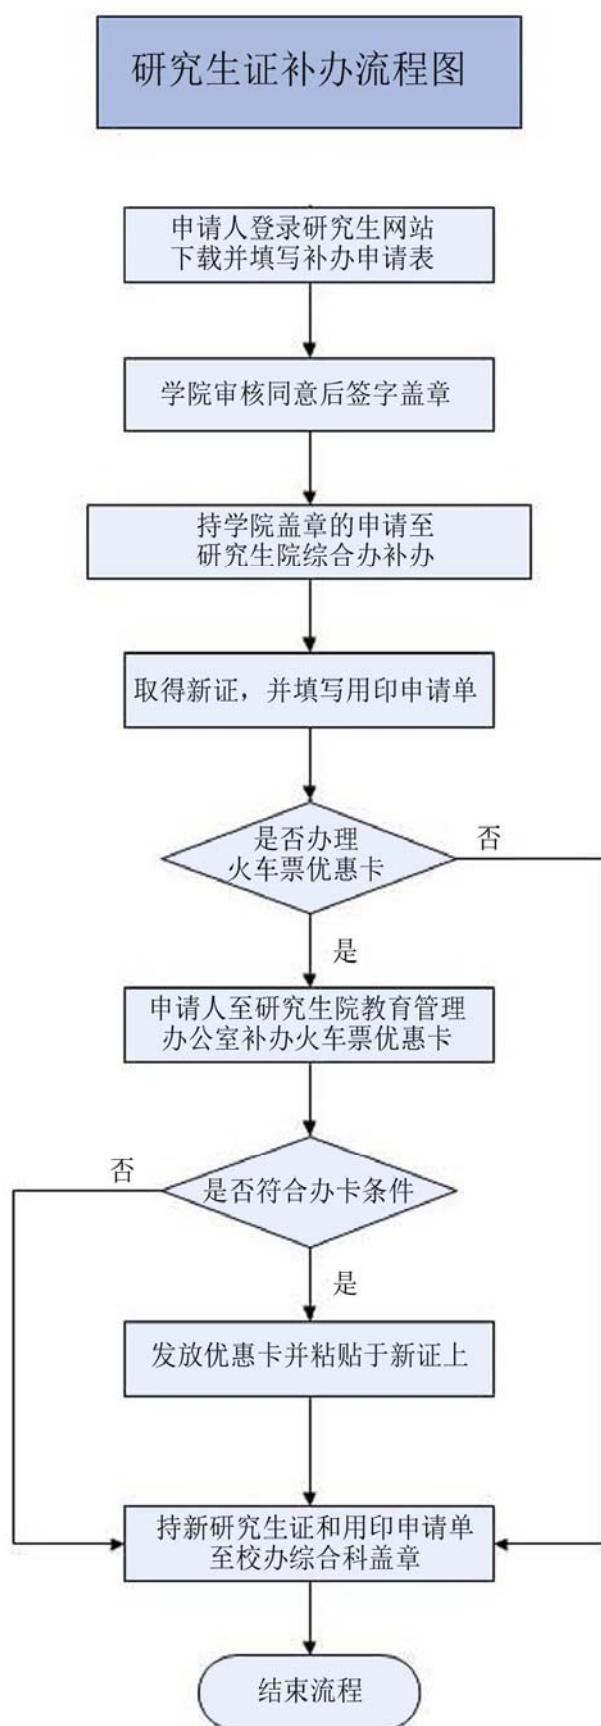 研究生证补办流程图
申请人登录研究生网站
下载并填写补办申请表
学院审核同意后签字盖章
持学院盖章的申请至
研究生院综合办补办
取得新证，并填写用印申请单
是否办理
火车票优惠卡
否
是
申请人至研究生院教育管理
办公室补办火车票优惠卡
否
是否符合办卡条件
是
发放优惠卡并粘贴于新证上
持新研究生证和用印申请单
至校办综合科盖章
结束流程